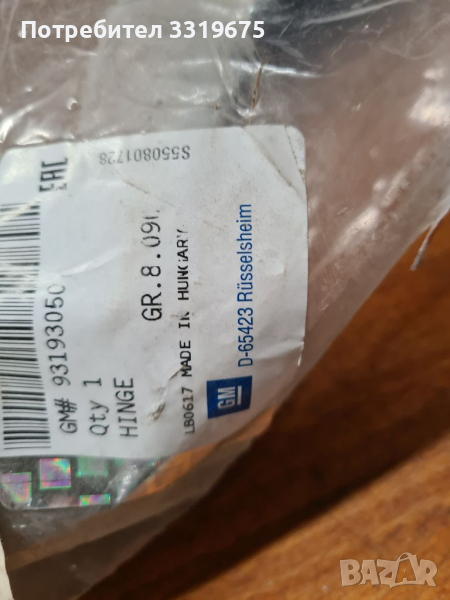 Потребител 3319675
S550801728
EAC
GM# 93193050
Qty 1
HINGE
GR.8.090
LB0617 MADE IN HUNGARY
GM
D-65423 Rüsselsheim
BAZAR